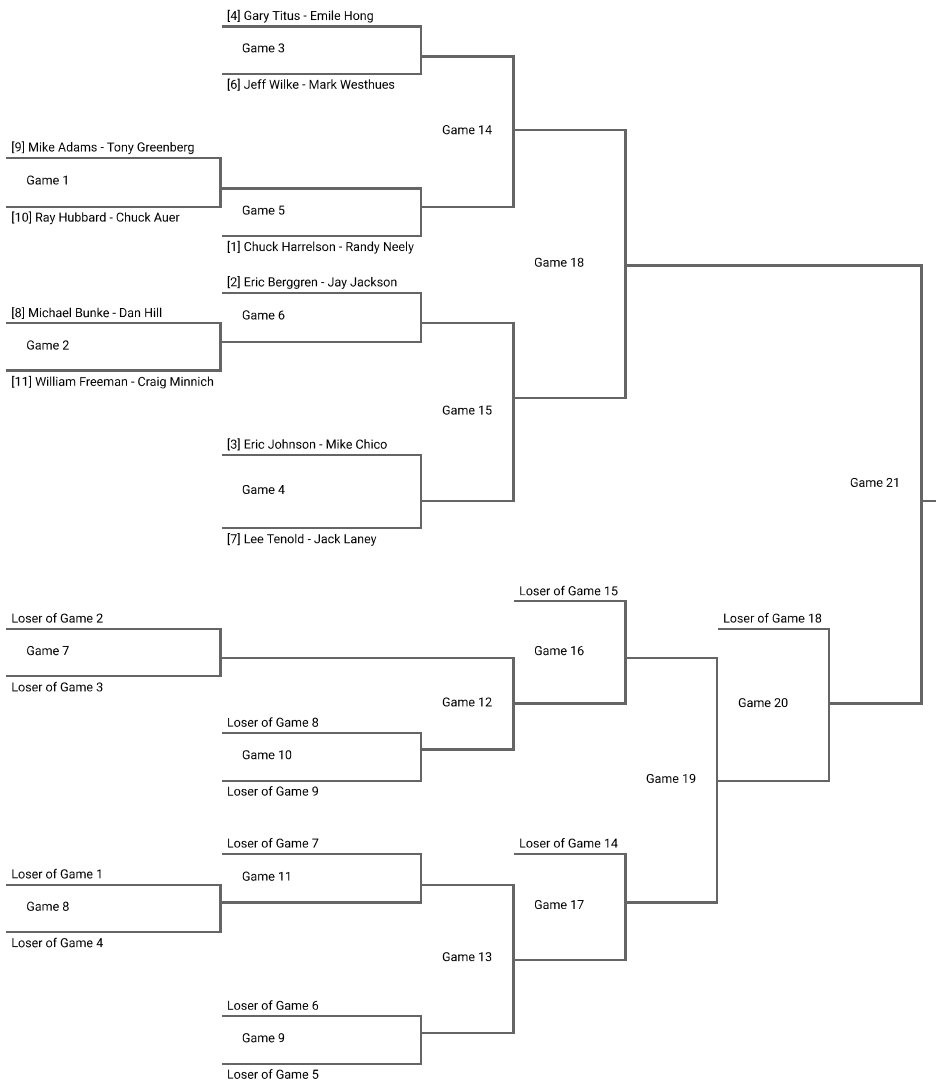 [4] Gary Titus - Emile Hong
Game 3
[6] Jeff Wilke - Mark Westhues
Game 14
[9] Mike Adams - Tony Greenberg
Game 1
[10] Ray Hubbard - Chuck Auer
Game 5
[1] Chuck Harrelson - Randy Neely
Game 18
[2] Eric Berggren - Jay Jackson
Game 6
[8] Michael Bunke - Dan Hill
Game 2
[11] William Freeman - Craig Minnich
Game 15
[3] Eric Johnson - Mike Chico
Game 4
[7] Lee Tenold - Jack Laney
Game 21
Loser of Game 15
Loser of Game 2
Loser of Game 18
Game 7
Game 16
Loser of Game 3
Game 12
Game 20
Loser of Game 8
Game 10
Loser of Game 9
Game 19
Loser of Game 7
Loser of Game 14
Loser of Game 1
Game 11
Game 8
Game 17
Loser of Game 4
Game 13
Loser of Game 6
Game 9
Loser of Game 5